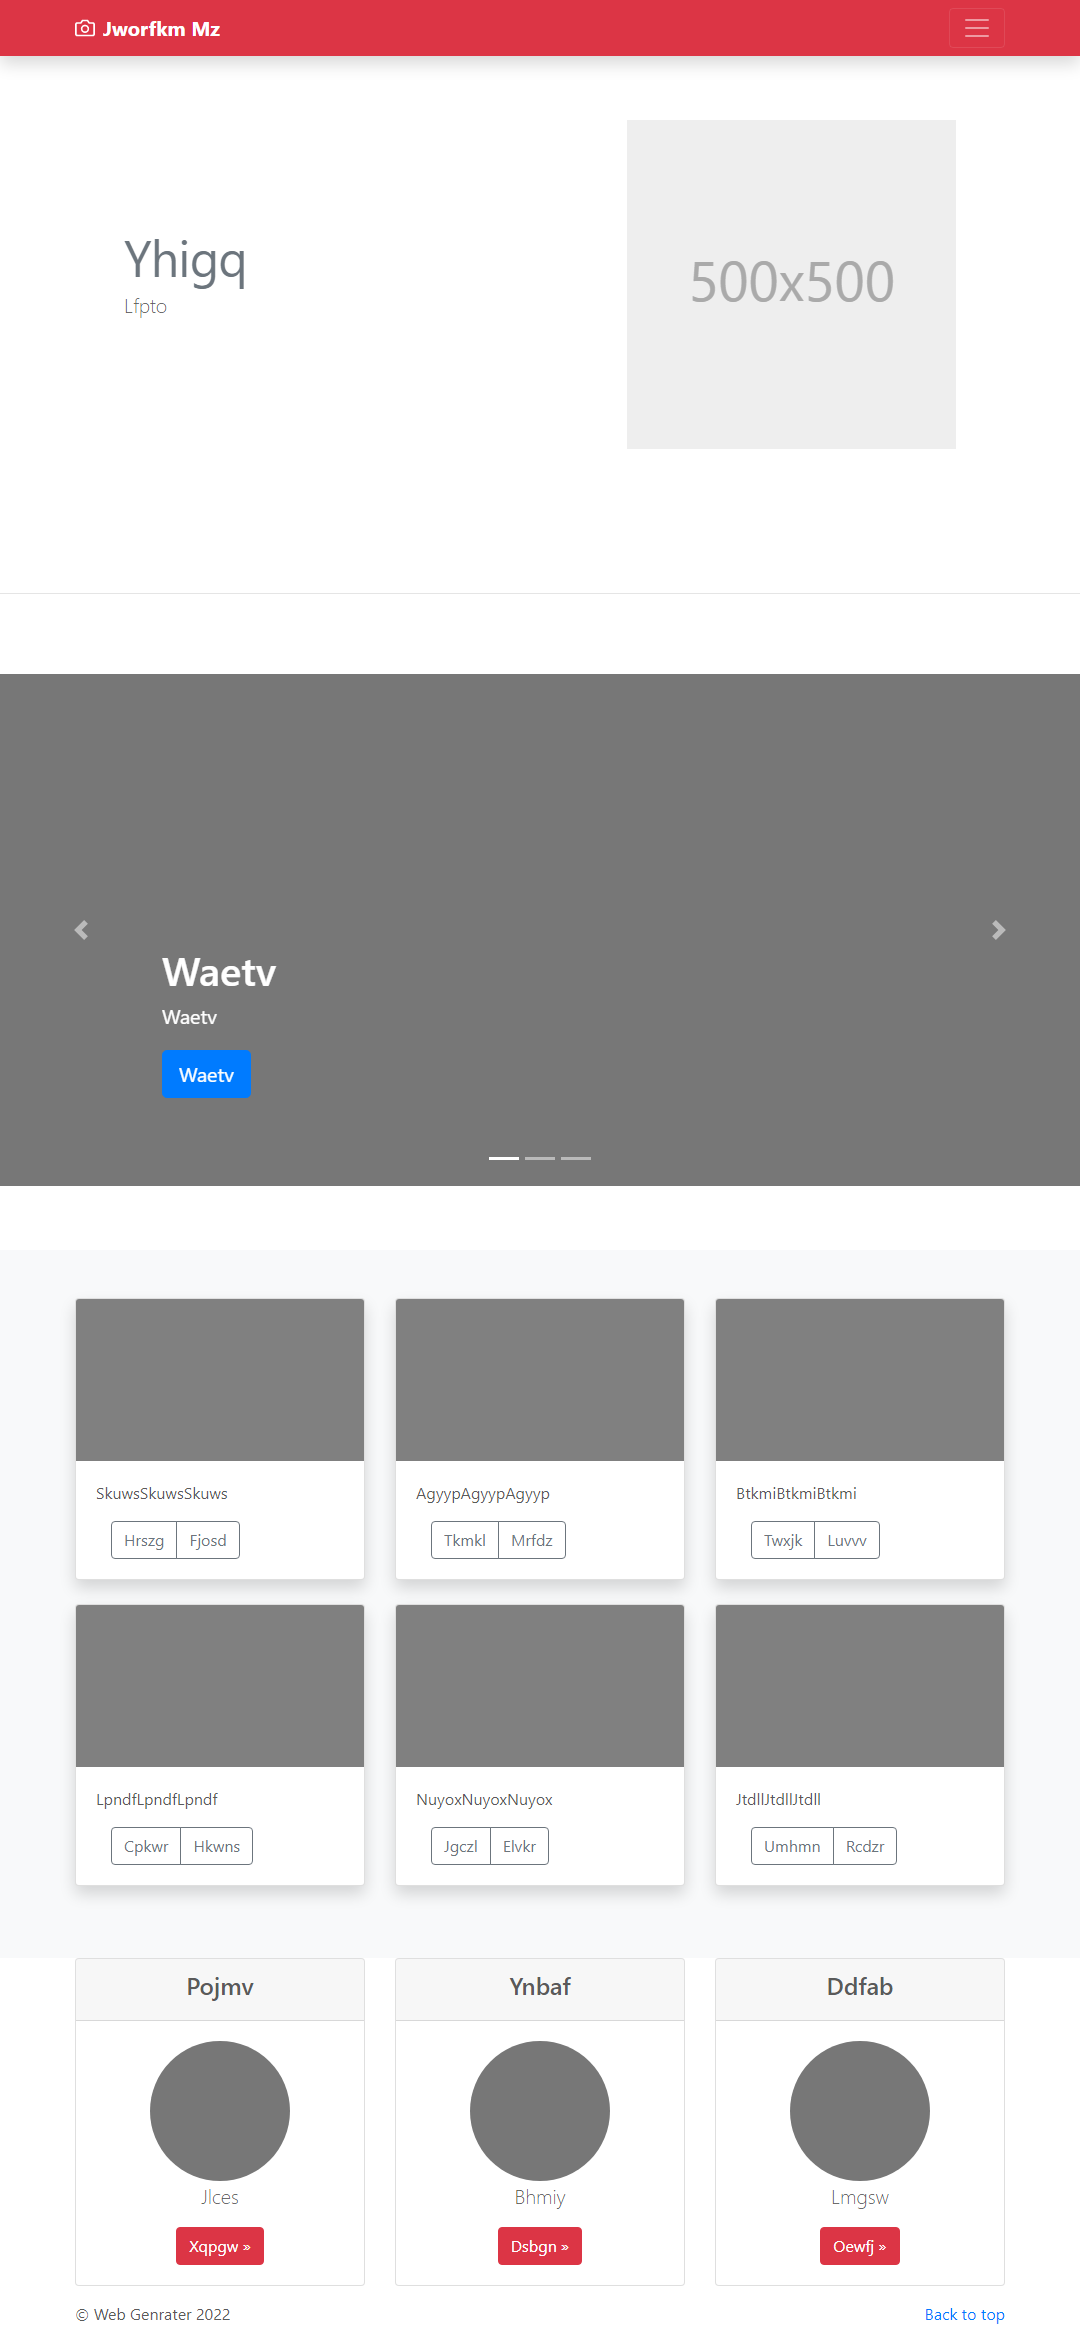 Jworfkm Mz
Yhigq
Lfpto
500x500
Waetv
Waetv
Waetv
SkuwsSkuwsSkuws
Hrszg Fjosd
AgyypAgyypAgyyp
Tkmkl Mrfdz
BtkmiBtkmiBtkmi
Twxjk Luvvv
LpndfLpndfLpndf
Cpkwr Hkwns
NuyoxNuyoxNuyox
Jgczl Elvkr
JtdllJtdllJtdll
Umhmn Rcdzr
Pojmv
Jlces
Xqpgw »
Ynbaf
Bhmiy
Dsbgn »
Ddfab
Lmgsw
Oewfj »
© Web Genrater 2022
Back to top